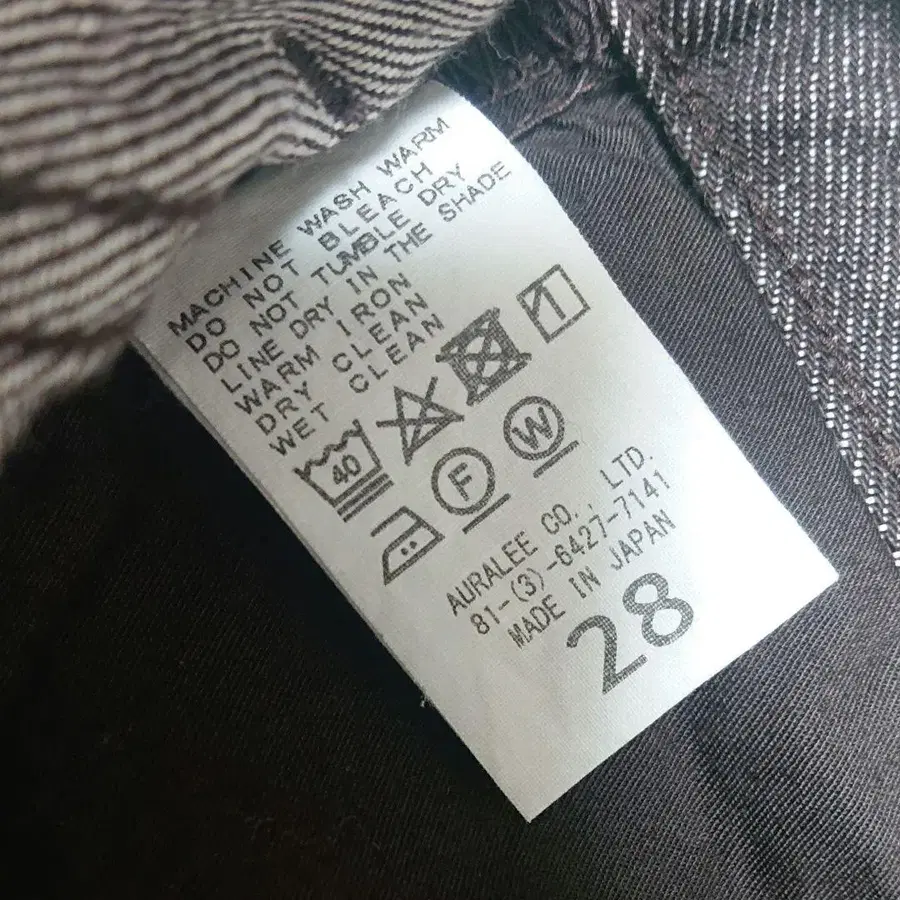 MACHINE WASH WARM
DO NOT BLEACH
DO NOT TUMBLE DRY
LINE DRY IN THE SHADE
WARM IRON
DRY CLEAN
WET CLEAN
40
F W
AURALEE CO., LTD.
81-(3)-6427-7141
MADE IN JAPAN
28